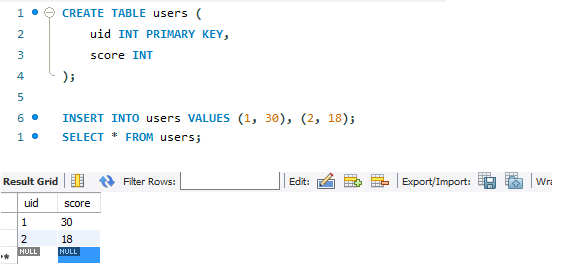 1 CREATE TABLE users (
2 uid INT PRIMARY KEY,
3 score INT
4 );
5
6 INSERT INTO users VALUES (1, 30), (2, 18);
1 SELECT * FROM users;
Result Grid Filter Rows: Edit: Export/Import: Wra
uid score
1 30
2 18
* NULL NULL